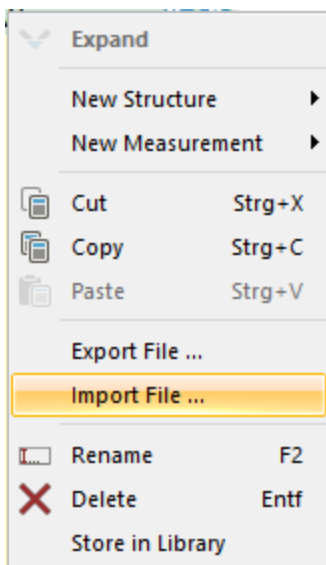 Expand
New Structure
New Measurement
Cut Strg+X
Copy Strg+C
Paste Strg+V
Export File ...
Import File ...
Rename F2
Delete Entf
Store in Library